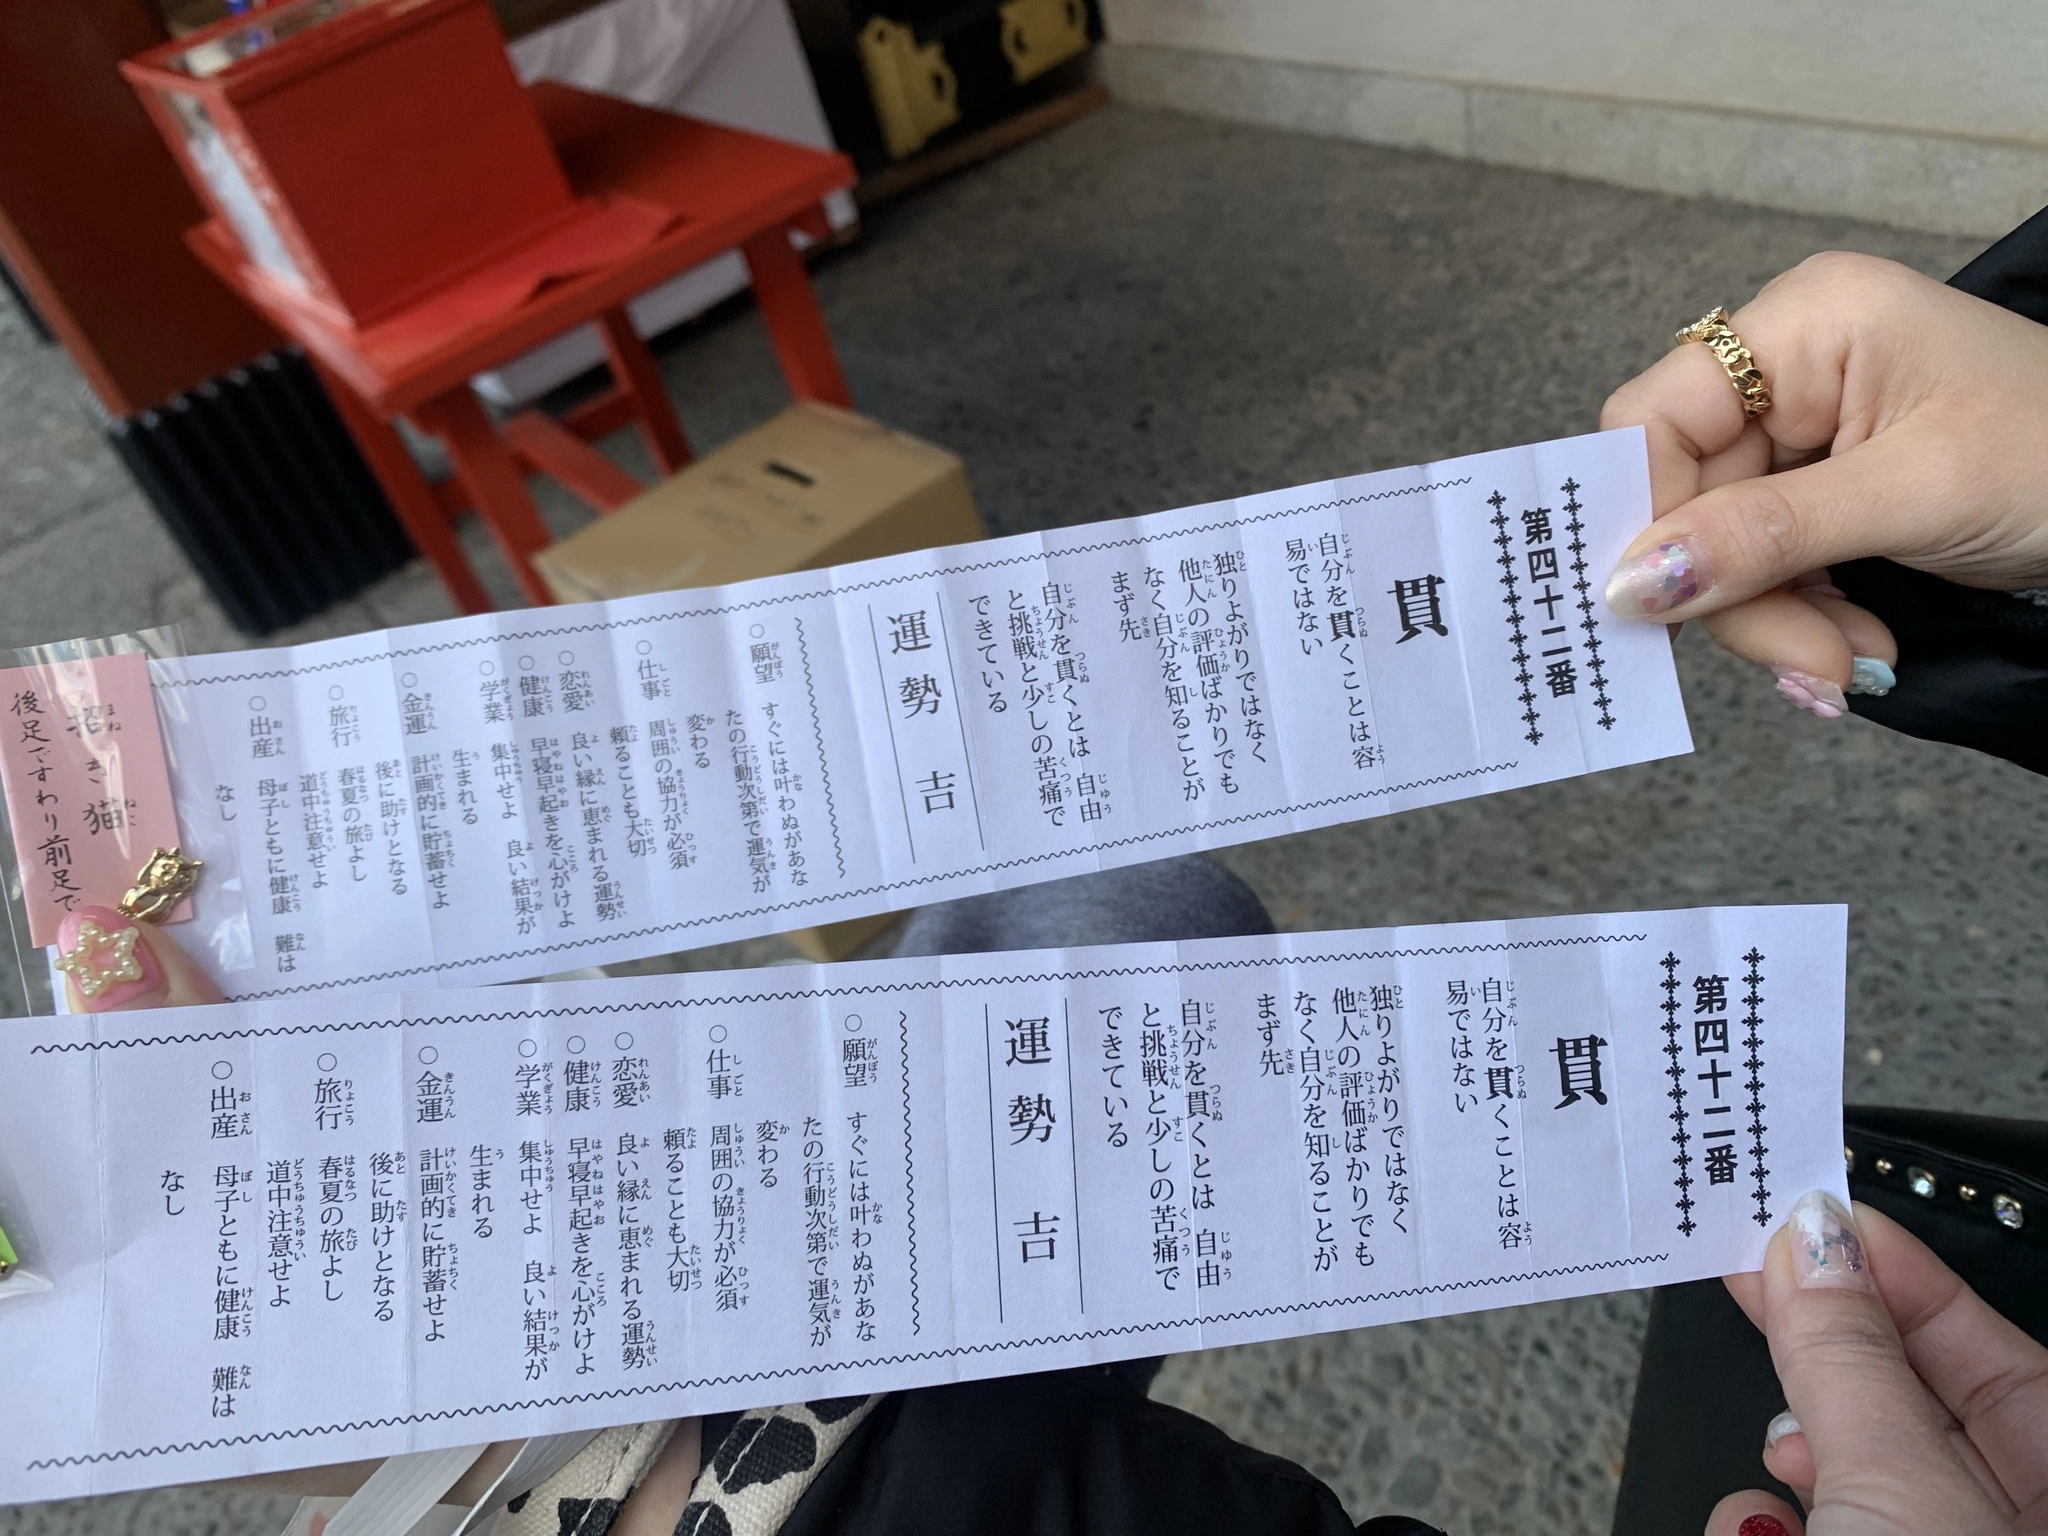 第四十二番
貫
自分を貫くことは容
易ではない
独りよがりではなく
他人の評価ばかりでも
なく自分を知ることが
まず先
自分を貫くとは 自由
と挑戦と少しの苦痛で
できている
運勢 吉
○願望 すぐには叶わぬがあな
たの行動次第で運気が
変わる
○仕事 周囲の協力が必須
頼ることも大切
○恋愛 良い縁に恵まれる運勢
○健康 早寝早起きを心がけよ
○学業 集中せよ 良い結果が
生まれる
○金運 計画的に貯蓄せよ
後に助けとなる
○旅行 春夏の旅よし
道中注意せよ
○出産 母子ともに健康 難は
なし
招き猫
後足ですわり前足で
第四十二番
貫
自分を貫くことは容
易ではない
独りよがりではなく
他人の評価ばかりでも
なく自分を知ることが
まず先
自分を貫くとは 自由
と挑戦と少しの苦痛で
できている
運勢 吉
○願望 すぐには叶わぬがあな
たの行動次第で運気が
変わる
○仕事 周囲の協力が必須
頼ることも大切
○恋愛 良い縁に恵まれる運勢
○健康 早寝早起きを心がけよ
○学業 集中せよ 良い結果が
生まれる
○金運 計画的に貯蓄せよ
後に助けとなる
○旅行 春夏の旅よし
道中注意せよ
○出産 母子ともに健康 難は
なし